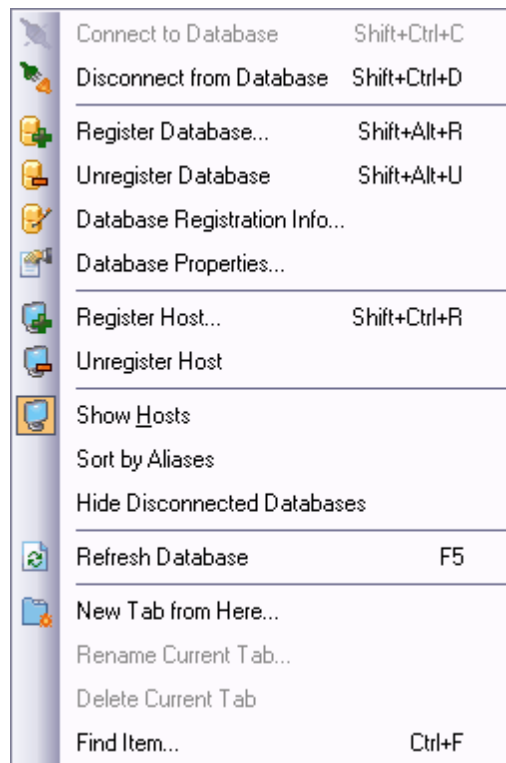 Connect to Database Shift+Ctrl+C
Disconnect from Database Shift+Ctrl+D
Register Database... Shift+Alt+R
Unregister Database Shift+Alt+U
Database Registration Info...
Database Properties...
Register Host... Shift+Ctrl+R
Unregister Host
Show Hosts
Sort by Aliases
Hide Disconnected Databases
Refresh Database F5
New Tab from Here...
Rename Current Tab...
Delete Current Tab
Find Item... Ctrl+F